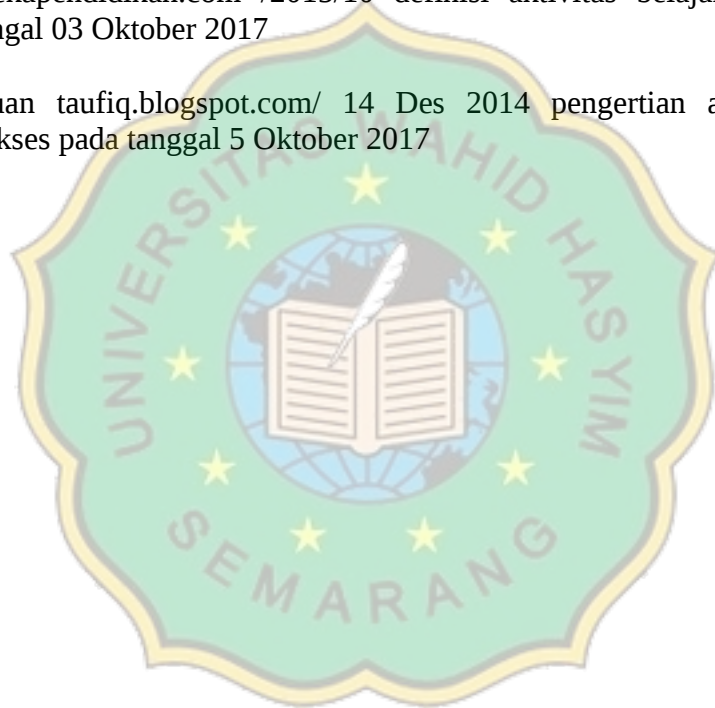 ngal 03 Oktober 2017
uan taufiq.blogspot.com/ 14 Des 2014 pengertian a
kses pada tanggal 5 Oktober 2017
UNIVERSITAS WAHID HASYIM
SEMARANG